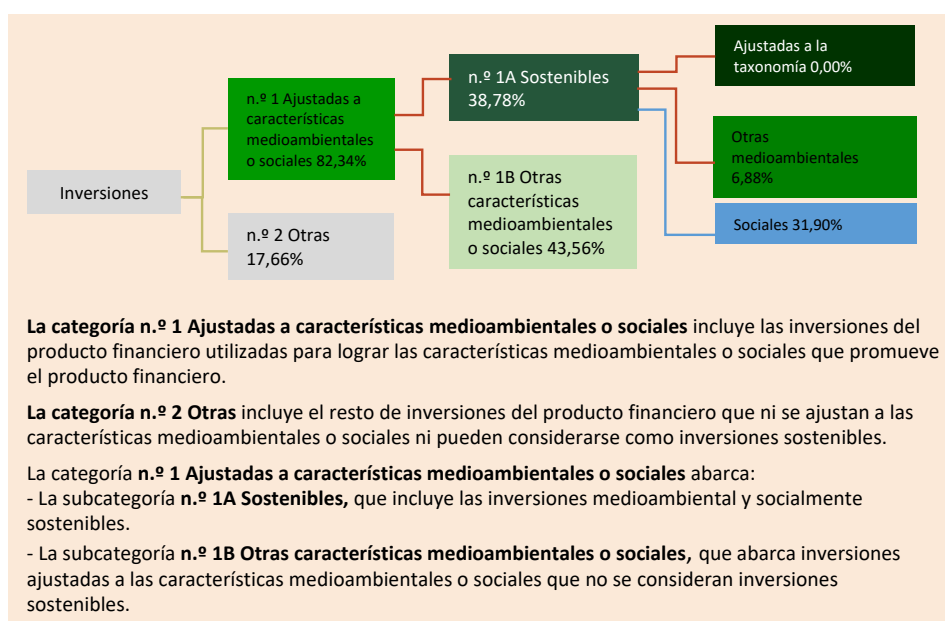 Inversiones
n.º 1 Ajustadas a
características
medioambientales
o sociales 82,34%
n.º 2 Otras
17,66%
n.º 1A Sostenibles
38,78%
n.º 1B Otras
características
medioambientales
o sociales 43,56%
Ajustadas a la
taxonomía 0,00%
Otras
medioambientales
6,88%
Sociales 31,90%
La categoría n.º 1 Ajustadas a características medioambientales o sociales incluye las inversiones del
producto financiero utilizadas para lograr las características medioambientales o sociales que promueve
el producto financiero.
La categoría n.º 2 Otras incluye el resto de inversiones del producto financiero que ni se ajustan a las
características medioambientales o sociales ni pueden considerarse como inversiones sostenibles.
La categoría n.º 1 Ajustadas a características medioambientales o sociales abarca:
- La subcategoría n.º 1A Sostenibles, que incluye las inversiones medioambiental y socialmente
sostenibles.
- La subcategoría n.º 1B Otras características medioambientales o sociales, que abarca inversiones
ajustadas a las características medioambientales o sociales que no se consideran inversiones
sostenibles.